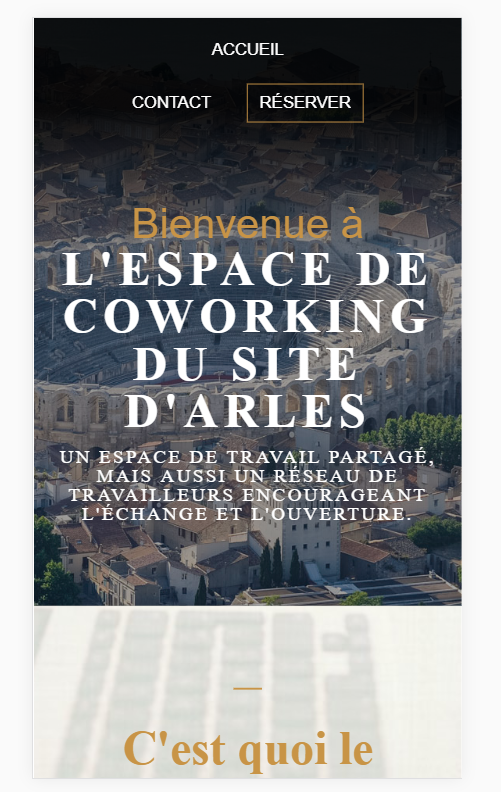 ACCUEIL
CONTACT RÉSERVER
Bienvenue à
L'ESPACE DE
COWORKING
DU SITE
D'ARLES
UN ESPACE DE TRAVAIL PARTAGÉ,
MAIS AUSSI UN RÉSEAU DE
TRAVAILLEURS ENCOURAGEANT
L'ÉCHANGE ET L'OUVERTURE.
C'est quoi le